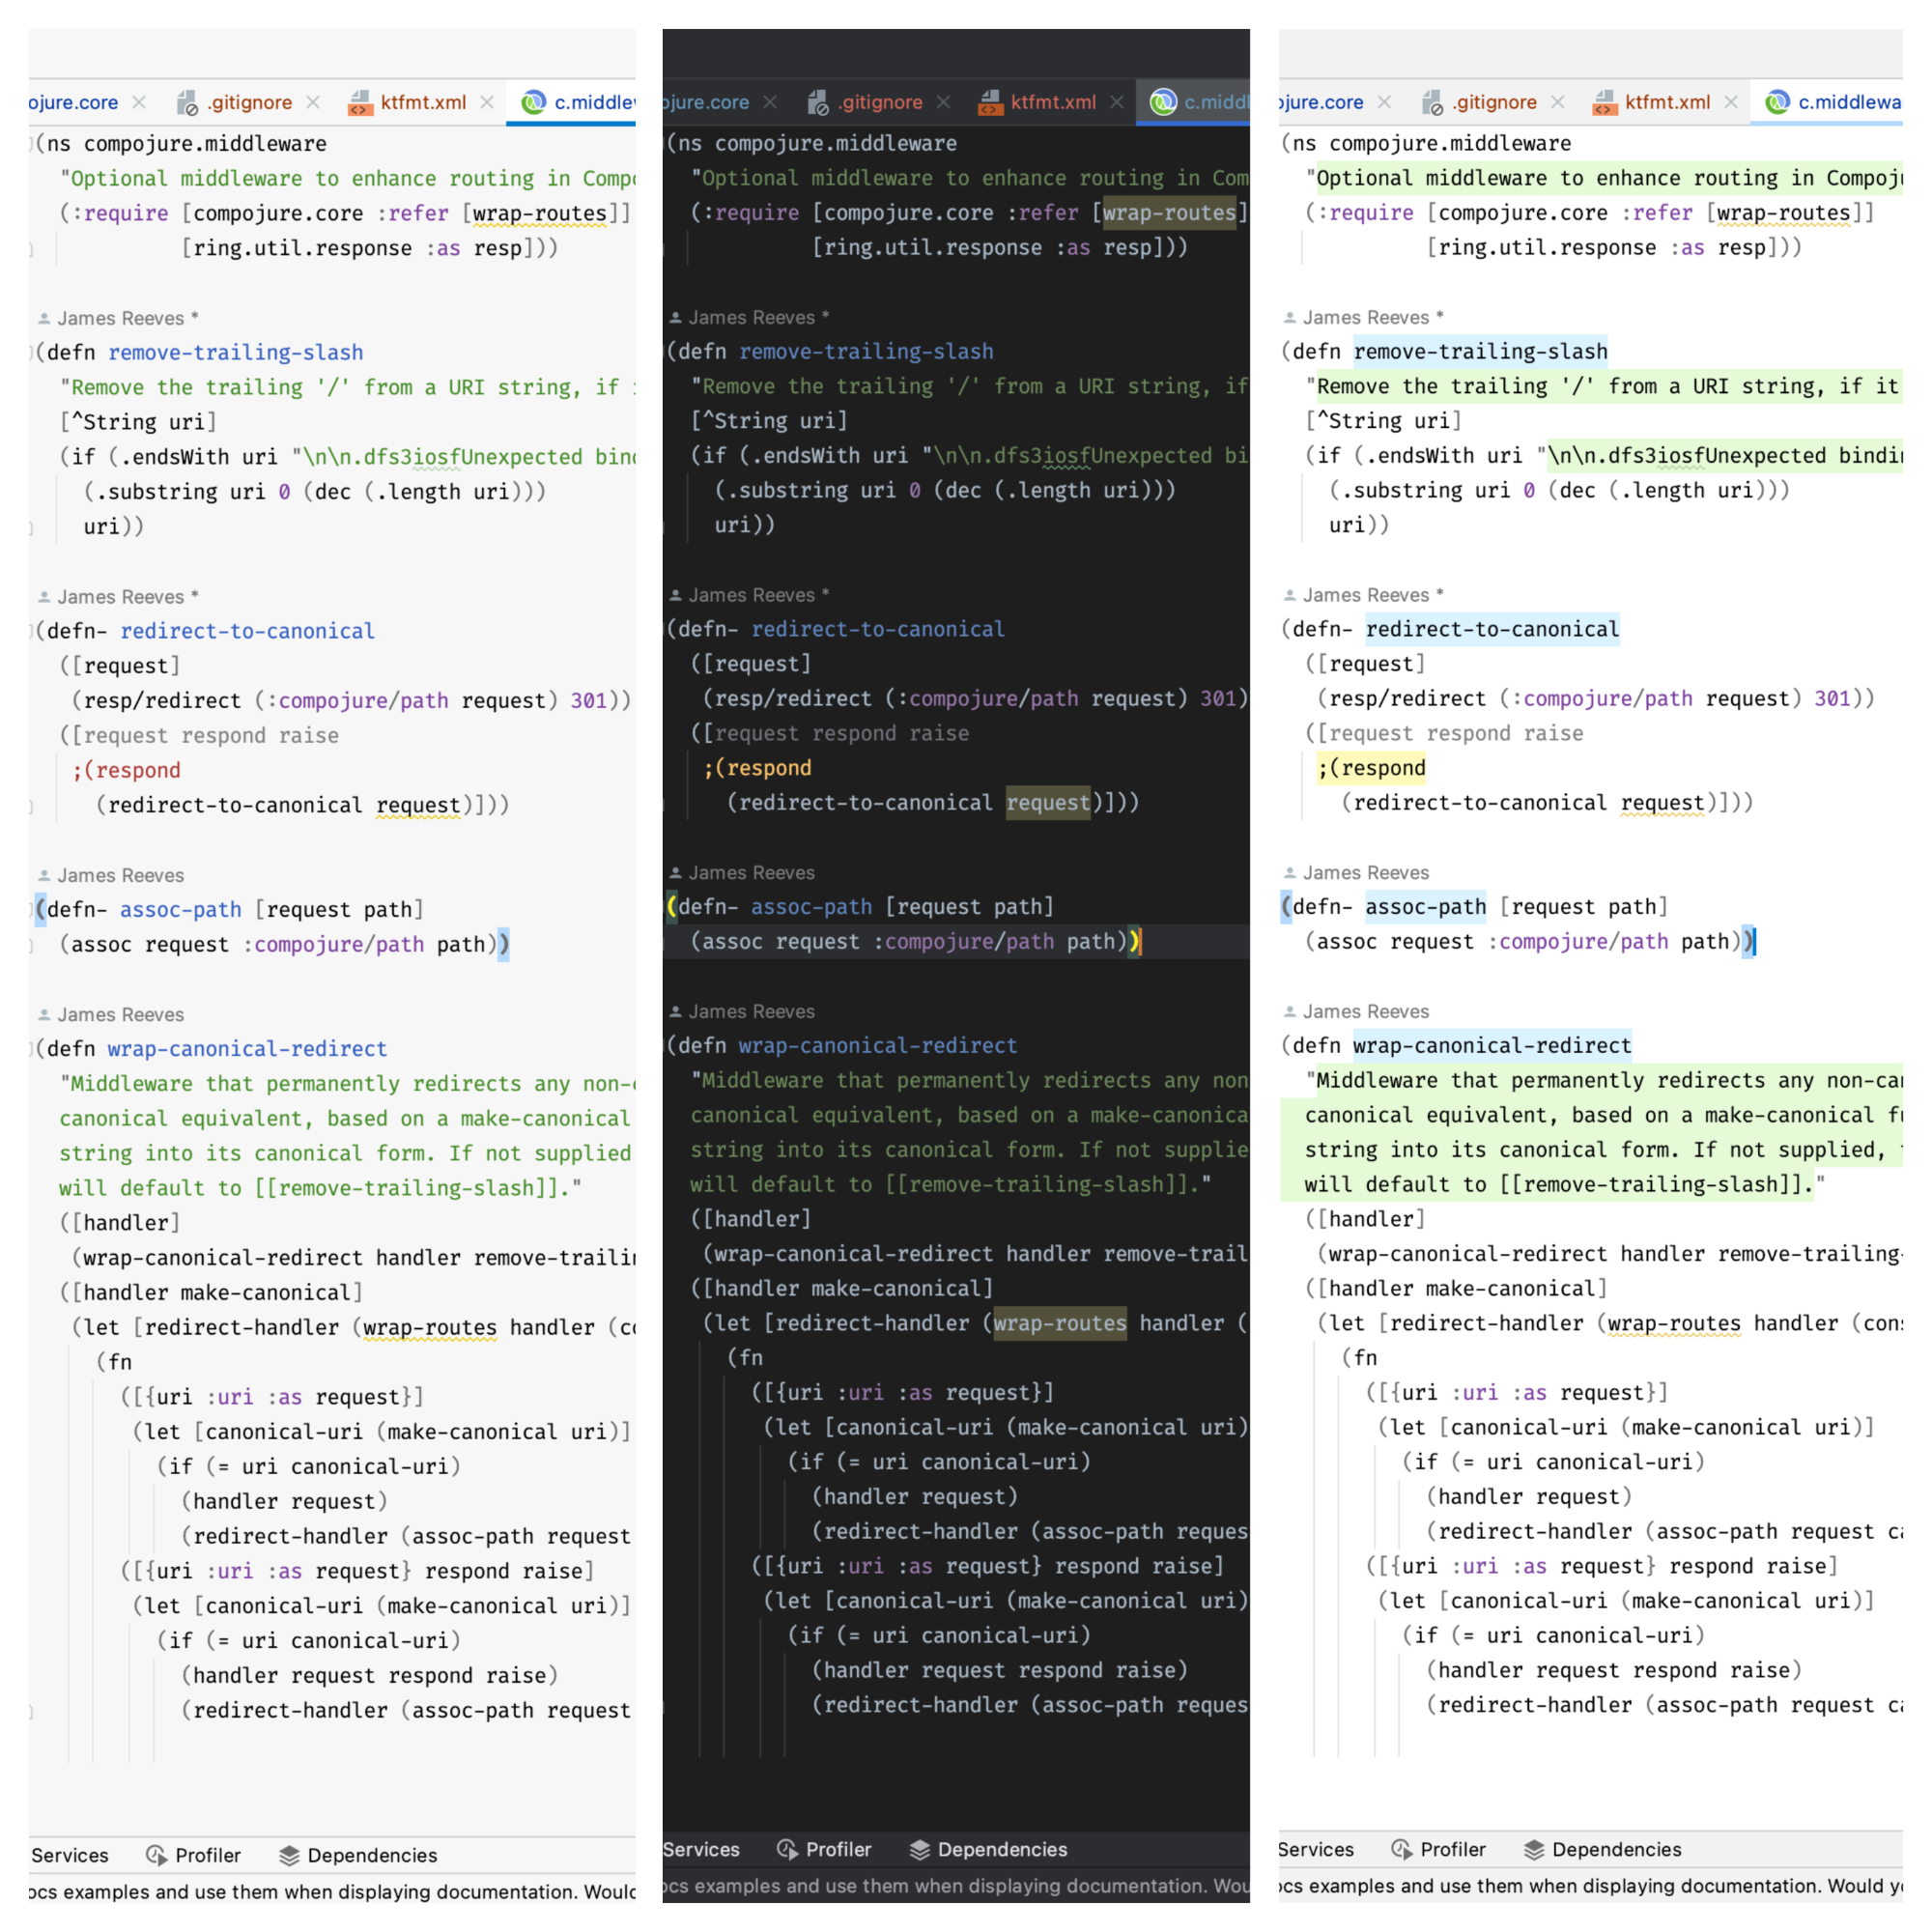 ojure.core .gitignore ktfmt.xml c.middlew
(ns compojure.middleware
"Optional middleware to enhance routing in Comp
(:require [compojure.core :refer [wrap-routes]]
[ring.util.response :as resp]))
James Reeves *
(defn remove-trailing-slash
"Remove the trailing '/' from a URI string, if
[^String uri]
(if (.endsWith uri "\n\n.dfs3iosfUnexpected bin
(.substring uri 0 (dec (.length uri)))
uri))
James Reeves *
(defn- redirect-to-canonical
([request]
(resp/redirect (:compojure/path request) 301))
([request respond raise
;(respond
(redirect-to-canonical request)]))
James Reeves
(defn- assoc-path [request path]
(assoc request :compojure/path path))
James Reeves
(defn wrap-canonical-redirect
"Middleware that permanently redirects any non-
canonical equivalent, based on a make-canonical
string into its canonical form. If not supplied
will default to [[remove-trailing-slash]]."
([handler]
(wrap-canonical-redirect handler remove-trailin
([handler make-canonical]
(let [redirect-handler (wrap-routes handler (co
(fn
([{uri :uri :as request}]
(let [canonical-uri (make-canonical uri)]
(if (= uri canonical-uri)
(handler request)
(redirect-handler (assoc-path request
([{uri :uri :as request} respond raise]
(let [canonical-uri (make-canonical uri)]
(if (= uri canonical-uri)
(handler request respond raise)
(redirect-handler (assoc-path request
Services Profiler Dependencies
ocs examples and use them when displaying documentation. Would
ojure.core .gitignore ktfmt.xml c.middl
(ns compojure.middleware
"Optional middleware to enhance routing in Com
(:require [compojure.core :refer [wrap-routes]
[ring.util.response :as resp]))
James Reeves *
(defn remove-trailing-slash
"Remove the trailing '/' from a URI string, if
[^String uri]
(if (.endsWith uri "\n\n.dfs3iosfUnexpected bi
(.substring uri 0 (dec (.length uri)))
uri))
James Reeves *
(defn- redirect-to-canonical
([request]
(resp/redirect (:compojure/path request) 301)
([request respond raise
;(respond
(redirect-to-canonical request)]))
James Reeves
(defn- assoc-path [request path]
(assoc request :compojure/path path))
James Reeves
(defn wrap-canonical-redirect
"Middleware that permanently redirects any non
canonical equivalent, based on a make-canonica
string into its canonical form. If not supplie
will default to [[remove-trailing-slash]]."
([handler]
(wrap-canonical-redirect handler remove-trail
([handler make-canonical]
(let [redirect-handler (wrap-routes handler (
(fn
([{uri :uri :as request}]
(let [canonical-uri (make-canonical uri)
(if (= uri canonical-uri)
(handler request)
(redirect-handler (assoc-path reques
([{uri :uri :as request} respond raise]
(let [canonical-uri (make-canonical uri)
(if (= uri canonical-uri)
(handler request respond raise)
(redirect-handler (assoc-path reques
Services Profiler Dependencies
ocs examples and use them when displaying documentation. Wou
ojure.core .gitignore ktfmt.xml c.middlewa
(ns compojure.middleware
"Optional middleware to enhance routing in Compoj
(:require [compojure.core :refer [wrap-routes]]
[ring.util.response :as resp]))
James Reeves *
(defn remove-trailing-slash
"Remove the trailing '/' from a URI string, if it
[^String uri]
(if (.endsWith uri "\n\n.dfs3iosfUnexpected bindi
(.substring uri 0 (dec (.length uri)))
uri))
James Reeves *
(defn- redirect-to-canonical
([request]
(resp/redirect (:compojure/path request) 301))
([request respond raise
;(respond
(redirect-to-canonical request)]))
James Reeves
(defn- assoc-path [request path]
(assoc request :compojure/path path))
James Reeves
(defn wrap-canonical-redirect
"Middleware that permanently redirects any non-ca
canonical equivalent, based on a make-canonical f
string into its canonical form. If not supplied,
will default to [[remove-trailing-slash]]."
([handler]
(wrap-canonical-redirect handler remove-trailing-
([handler make-canonical]
(let [redirect-handler (wrap-routes handler (cons
(fn
([{uri :uri :as request}]
(let [canonical-uri (make-canonical uri)]
(if (= uri canonical-uri)
(handler request)
(redirect-handler (assoc-path request ca
([{uri :uri :as request} respond raise]
(let [canonical-uri (make-canonical uri)]
(if (= uri canonical-uri)
(handler request respond raise)
(redirect-handler (assoc-path request ca
Services Profiler Dependencies
ocs examples and use them when displaying documentation. Would y